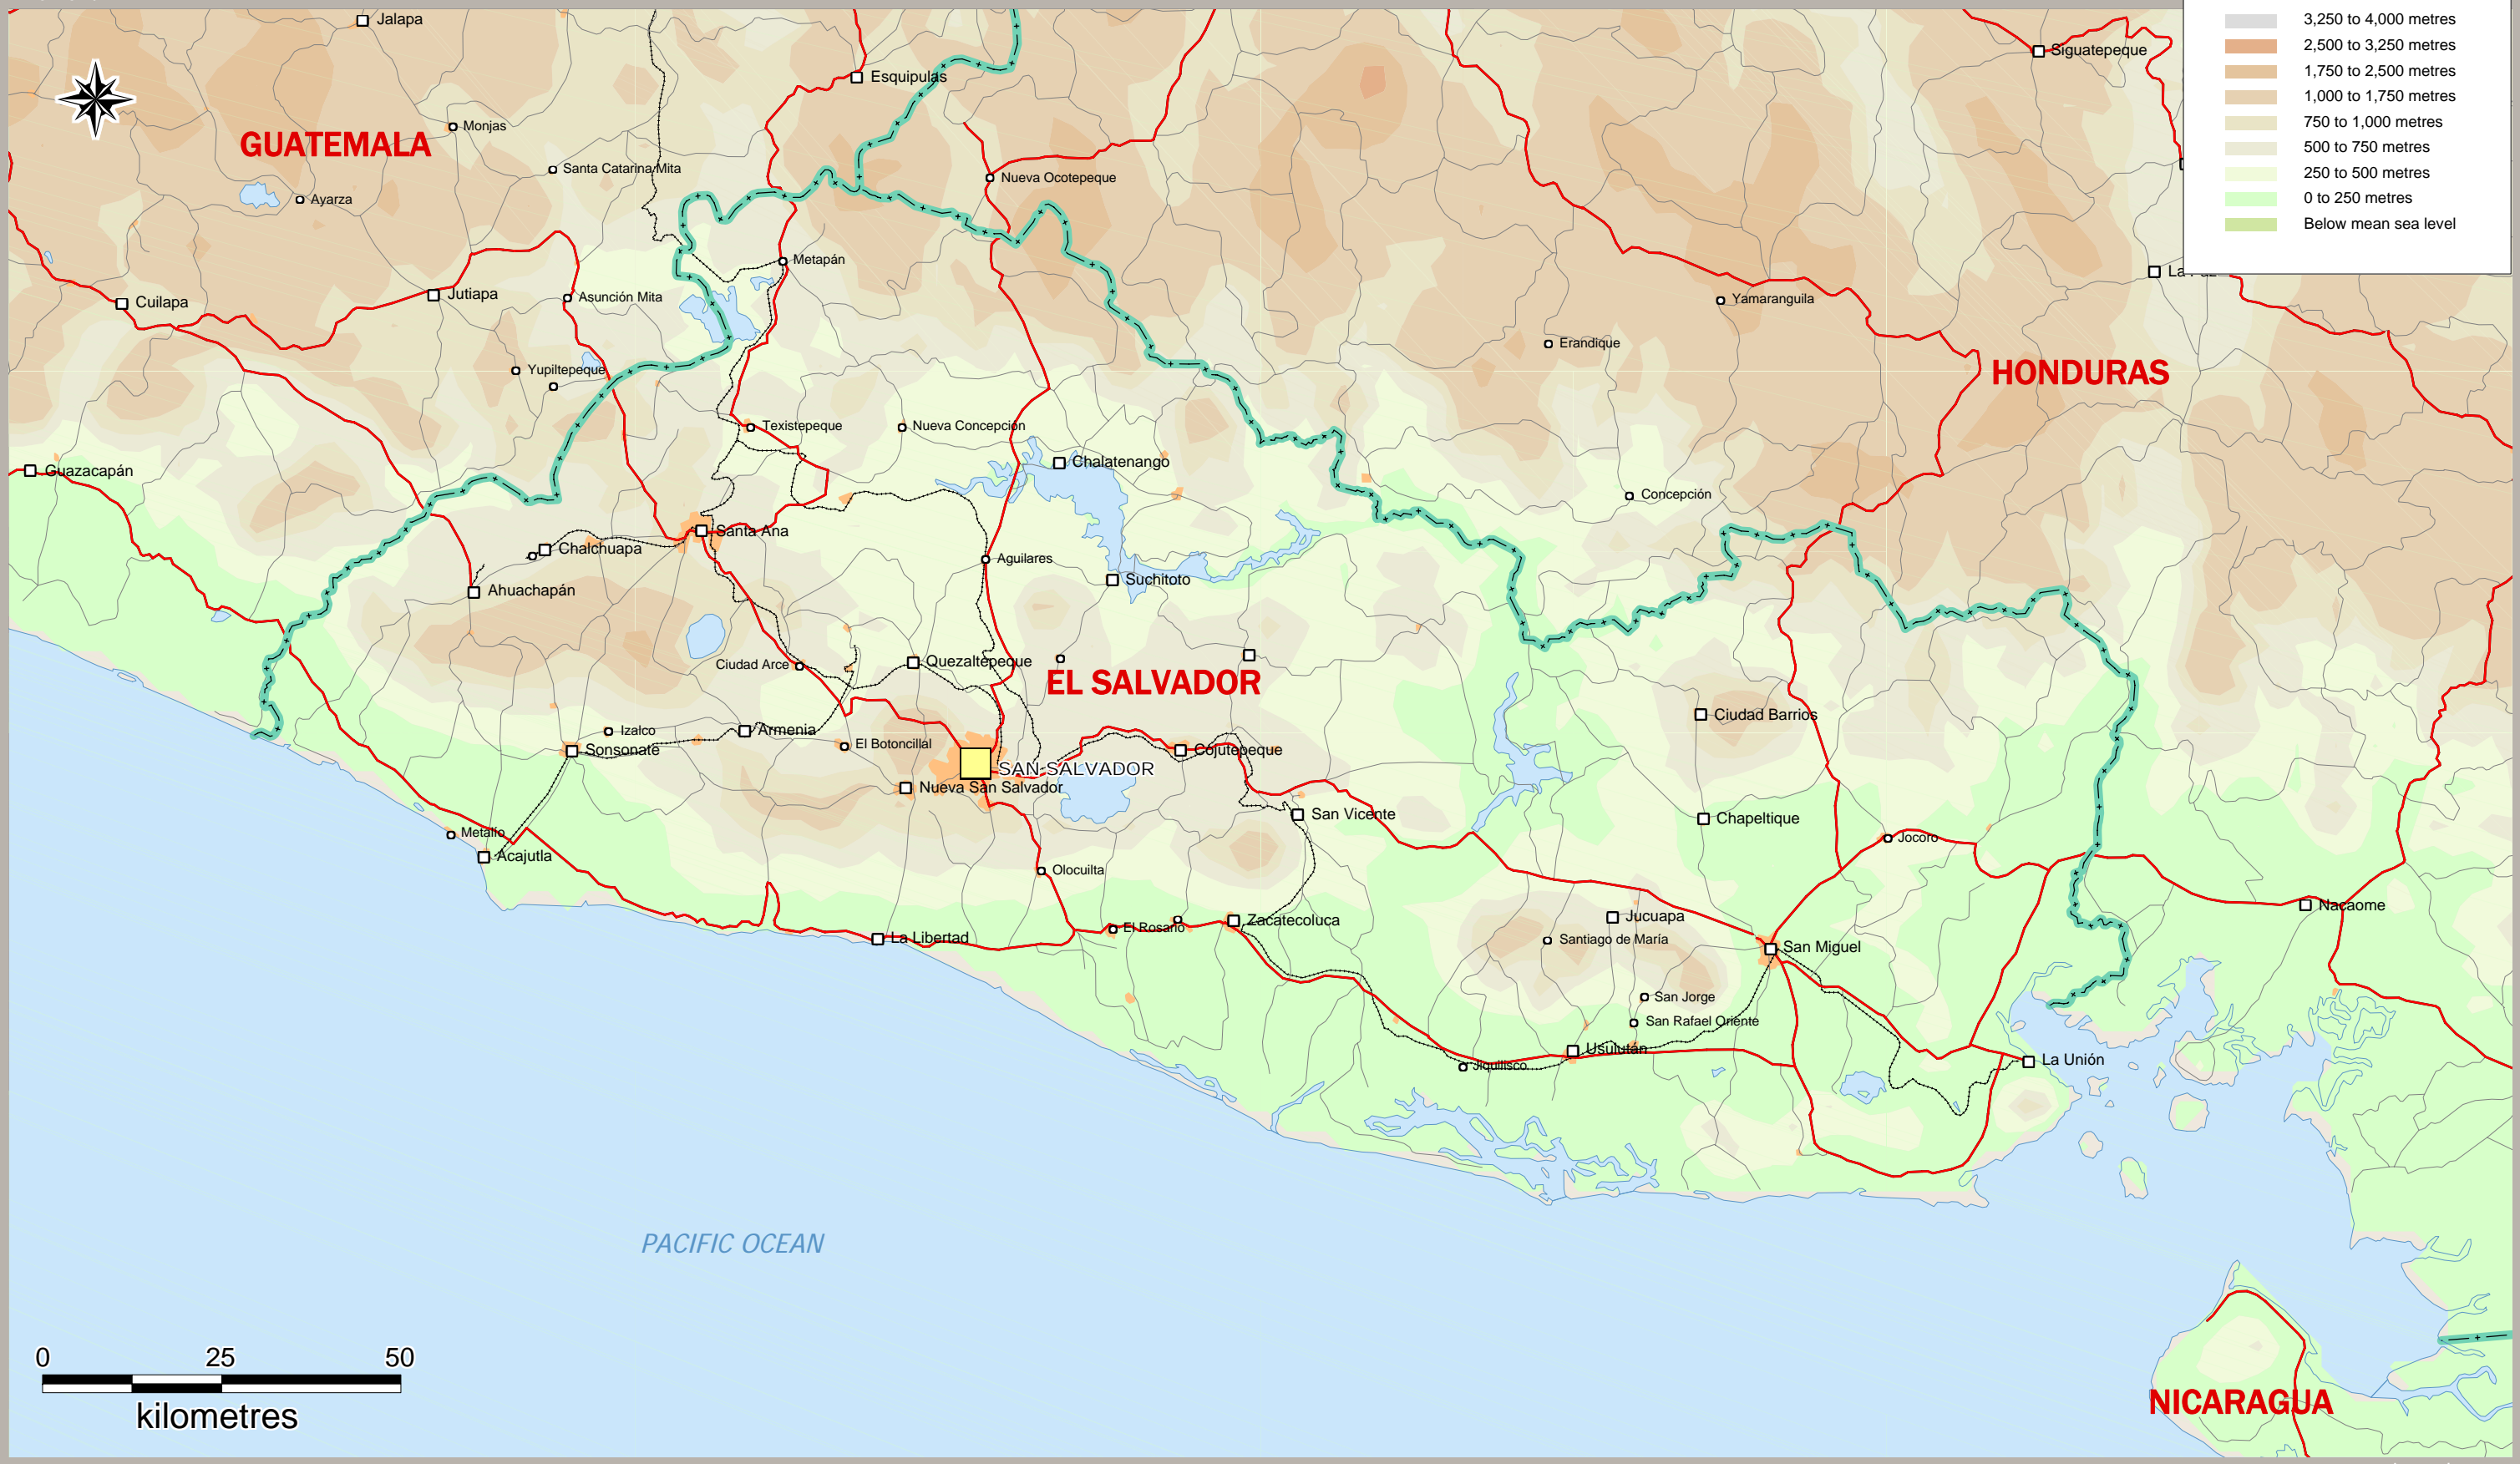 Jalapa
Esquipulas
Siguatepeque
3,250 to 4,000 metres
2,500 to 3,250 metres
1,750 to 2,500 metres
1,000 to 1,750 metres
750 to 1,000 metres
500 to 750 metres
250 to 500 metres
0 to 250 metres
Below mean sea level
Monjas
GUATEMALA
Santa Catarina Mita
Ayarza
Nueva Ocotepeque
Metapán
Cuilapa
Jutiapa
Asunción Mita
Yamaranguila
Erandique
Yupiltepeque
HONDURAS
Texistepeque
Nueva Concepción
Guazacapán
Chalatenango
Concepción
Santa Ana
Chalchuapa
Aguilares
Suchitoto
Ahuachapán
Ciudad Arce
Quezaltepeque
EL SALVADOR
Ciudad Barrios
Izalco
Armenia
Sonsonate
El Botoncillal
Cojutepeque
SAN SALVADOR
Nueva San Salvador
San Vicente
Chapeltique
Metalío
Jocoro
Acajutla
Olocuilta
Nacaome
Jucuapa
Zacatecoluca
El Rosario
La Libertad
Santiago de María
San Miguel
San Jorge
San Rafael Oriente
Usulután
Jiquilisco
La Unión
PACIFIC OCEAN
0 25 50
kilometres
NICARAGUA